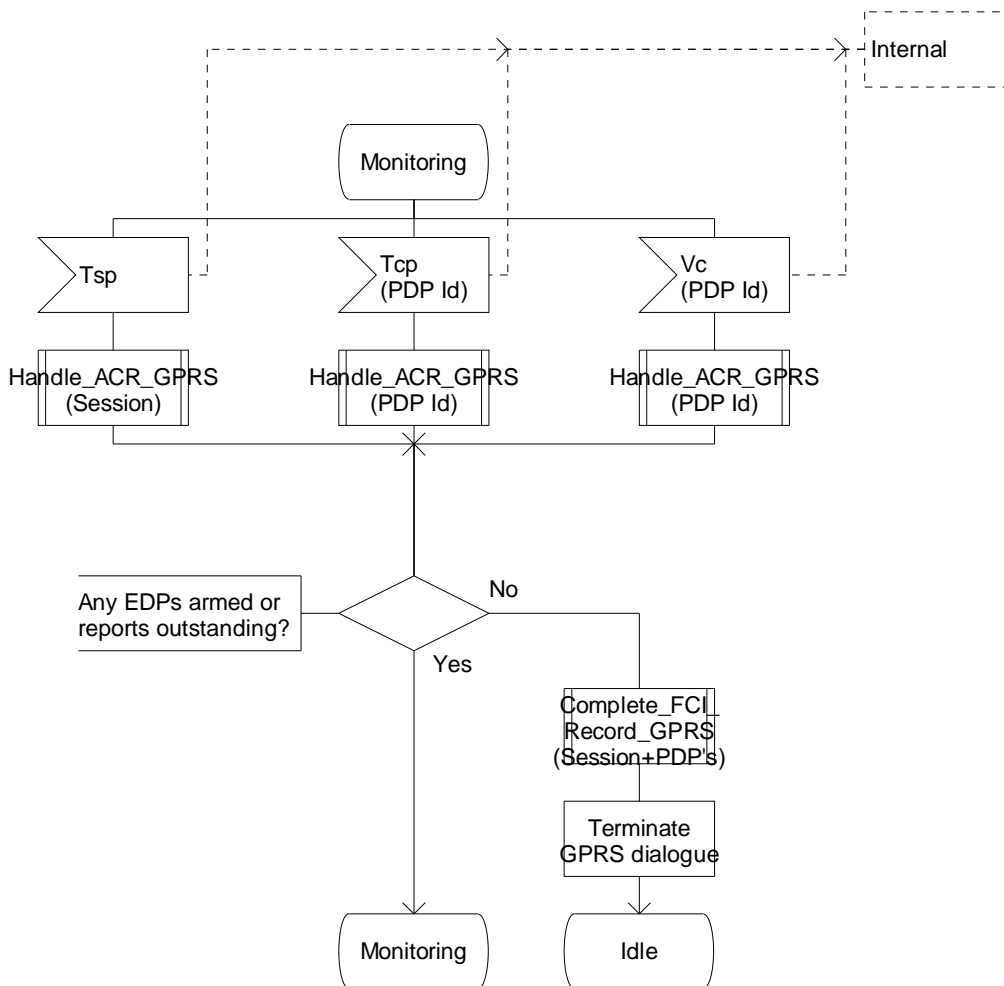 Internal
Monitoring
Tsp
Tcp
(PDP Id)
Vc
(PDP Id)
Handle_ACR_GPRS
(Session)
Handle_ACR_GPRS
(PDP Id)
Handle_ACR_GPRS
(PDP Id)
Any EDPs armed or
reports outstanding?
No
Yes
Complete_FCI_
Record_GPRS
(Session+PDP's)
Terminate
GPRS dialogue
Monitoring
Idle